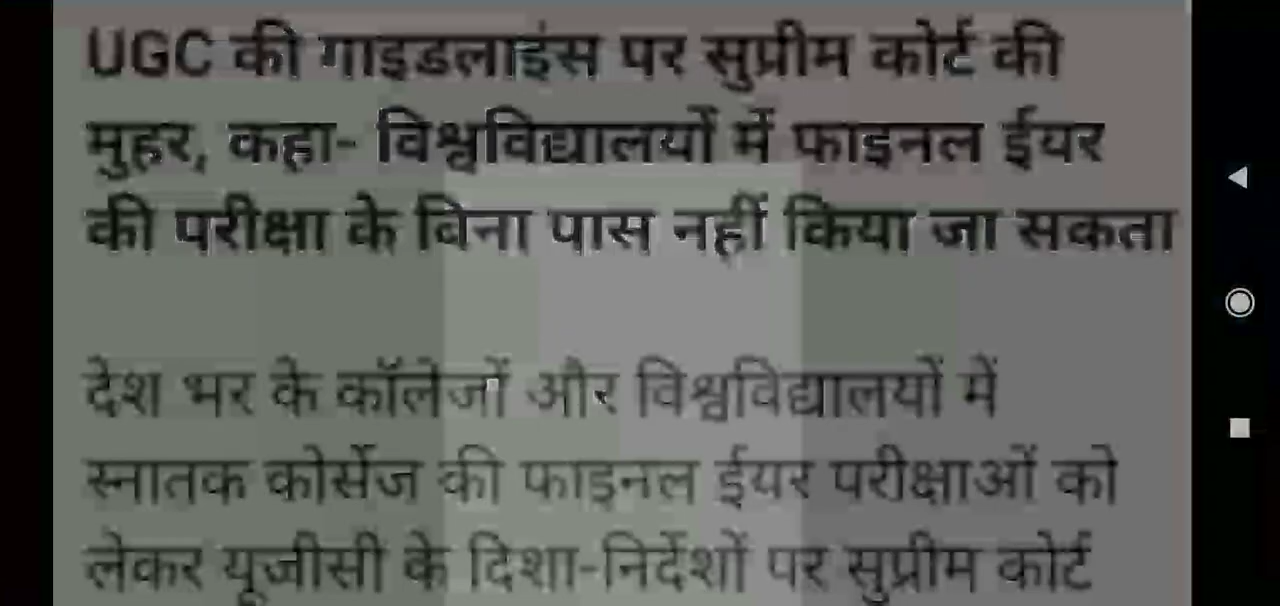 UGC की गाइडलाइंस पर सुप्रीम कोर्ट की
मुहर, कहा- विश्वविद्यालयों में फाइनल ईयर
की परीक्षा के बिना पास नहीं किया जा सकता
देश भर के कॉलेजों और विश्वविद्यालयों में
स्नातक कोर्सेज की फाइनल ईयर परीक्षाओं को
लेकर यूजीसी के दिशा-निर्देशों पर सुप्रीम कोर्ट